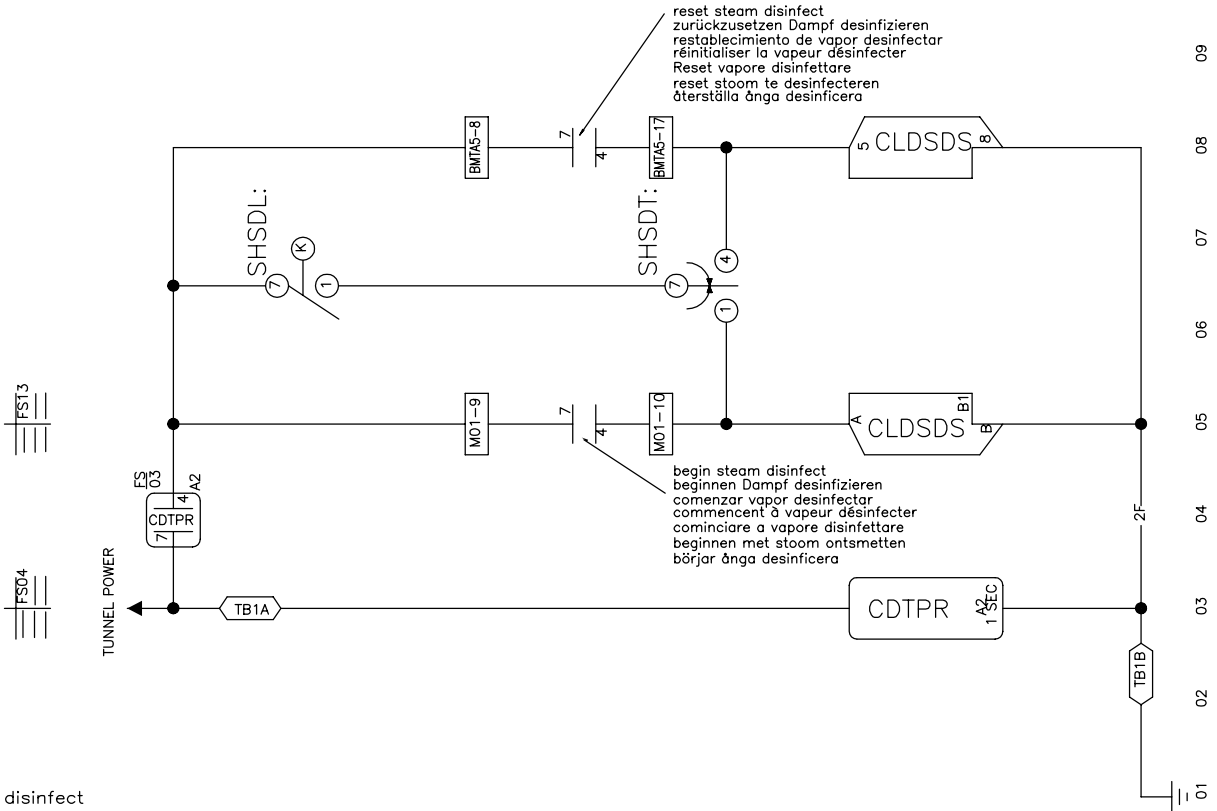 reset steam disinfect
zurückzusetzen Dampf desinfizieren
restablecimiento de vapor desinfectar
réinitialiser la vapeur désinfecter
Reset vapore disinfettare
reset stoom te desinfecteren
återställa ånga desinficera
09
BMTA5-8
7
4
BMTA5-17
5
CLDSDS
8
08
SHSDL:
7
K
1
SHSDT:
7
4
1
07
06
FS13
M01-9
7
4
M01-10
A
CLDSDS
B
B1
05
FS
03
A2
4
CDTPR
7
begin steam disinfect
beginnen Dampf desinfizieren
comenzar vapor desinfectar
commencent à vapeur désinfecter
cominciare a vapore disinfettare
beginnen met stoom ontsmetten
börjar ånga desinficera
2F
04
FS04
TUNNEL POWER
TB1A
CDTPR
A2
1 SEC
03
TB1B
02
01
disinfect